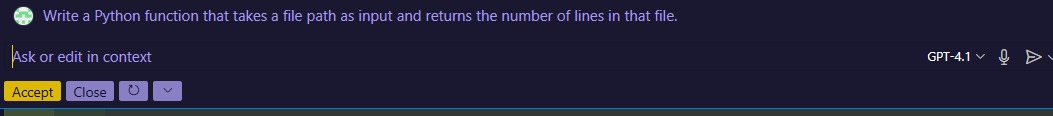 Write a Python function that takes a file path as input and returns the number of lines in that file.
Ask or edit in context
GPT-4.1
Accept Close